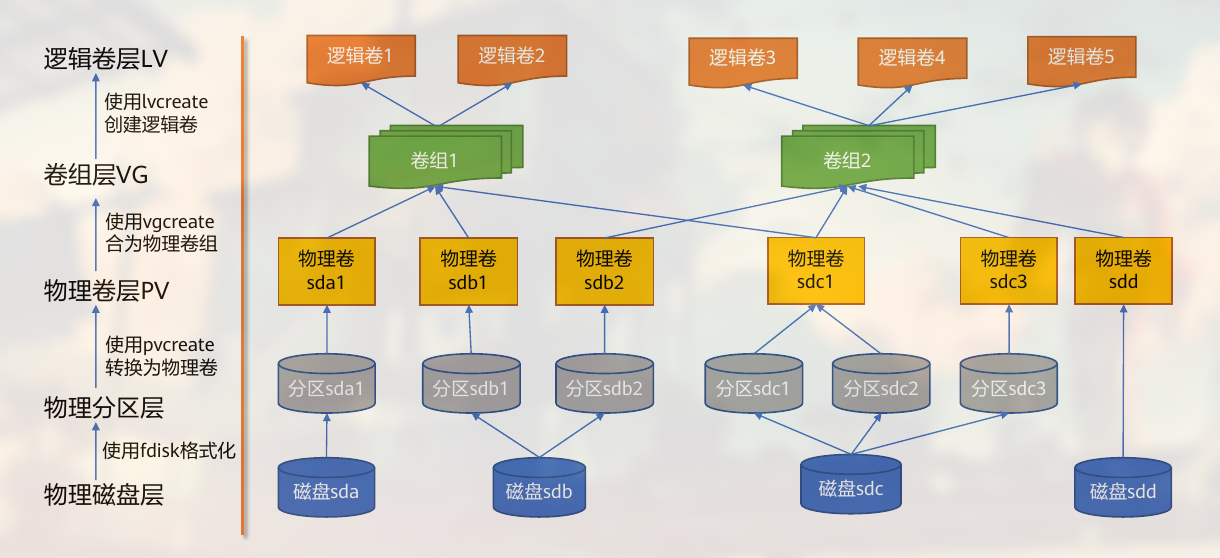 逻辑卷层LV
使用lvcreate
创建逻辑卷
卷组层VG
使用vgcreate
合为物理卷组
物理卷层PV
使用pvcreate
转换为物理卷
物理分区层
使用fdisk格式化
物理磁盘层
逻辑卷1
逻辑卷2
逻辑卷3
逻辑卷4
逻辑卷5
卷组1
卷组2
物理卷
sda1
物理卷
sdb1
物理卷
sdb2
物理卷
sdc1
物理卷
sdc3
物理卷
sdd
分区sda1
分区sdb1
分区sdb2
分区sdc1
分区sdc2
分区sdc3
磁盘sda
磁盘sdb
磁盘sdc
磁盘sdd